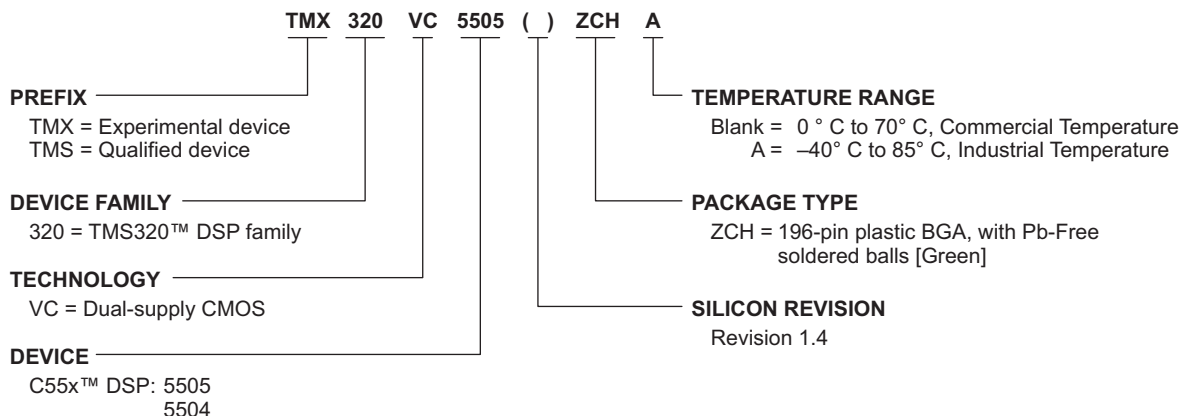 TMX 320 VC 5505 ( ) ZCH A
PREFIX
TMX = Experimental device
TMS = Qualified device
DEVICE FAMILY
320 = TMS320™ DSP family
TECHNOLOGY
VC = Dual-supply CMOS
DEVICE
C55x™ DSP: 5505
5504
TEMPERATURE RANGE
Blank = 0 ° C to 70° C, Commercial Temperature
A = –40° C to 85° C, Industrial Temperature
PACKAGE TYPE
ZCH = 196-pin plastic BGA, with Pb-Free
soldered balls [Green]
SILICON REVISION
Revision 1.4